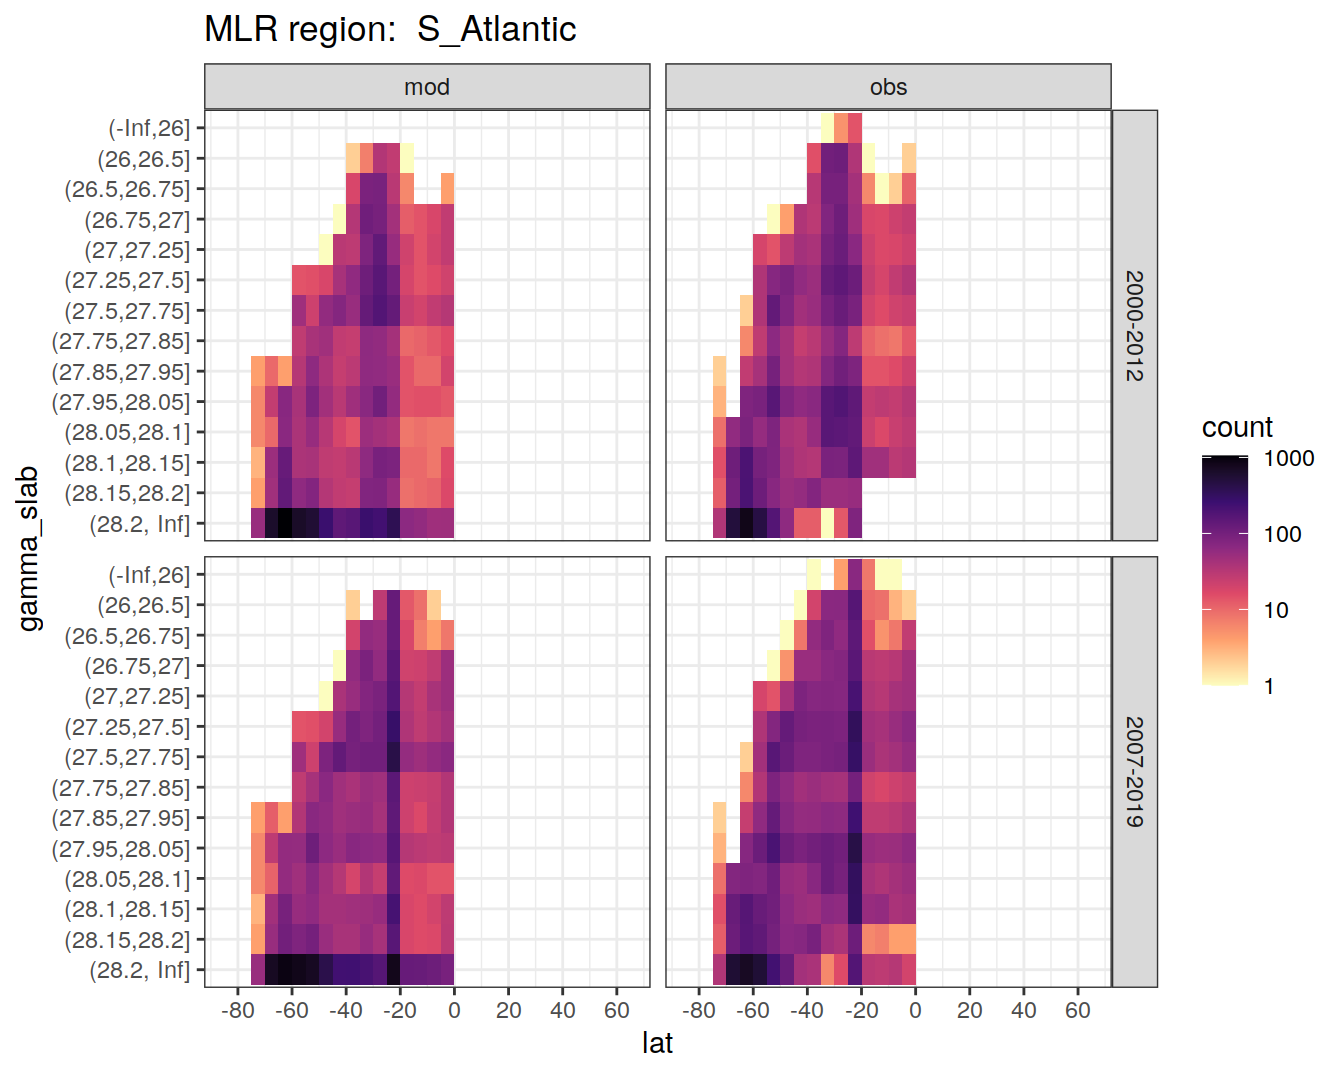 MLR region:  S_Atlantic
mod
obs
(-Inf,26]
(26,26.5]
(26.5,26.75]
(26.75,27]
(27,27.25]
(27.25,27.5]
(27.5,27.75]
(27.75,27.85]
(27.85,27.95]
(27.95,28.05]
(28.05,28.1]
(28.1,28.15]
(28.15,28.2]
(28.2, Inf]
2000-2012
(-Inf,26]
(26,26.5]
(26.5,26.75]
(26.75,27]
(27,27.25]
(27.25,27.5]
(27.5,27.75]
(27.75,27.85]
(27.85,27.95]
(27.95,28.05]
(28.05,28.1]
(28.1,28.15]
(28.15,28.2]
(28.2, Inf]
2007-2019
gamma_slab
-80 -60 -40 -20 0 20 40 60
-80 -60 -40 -20 0 20 40 60
lat
count
1000
100
10
1